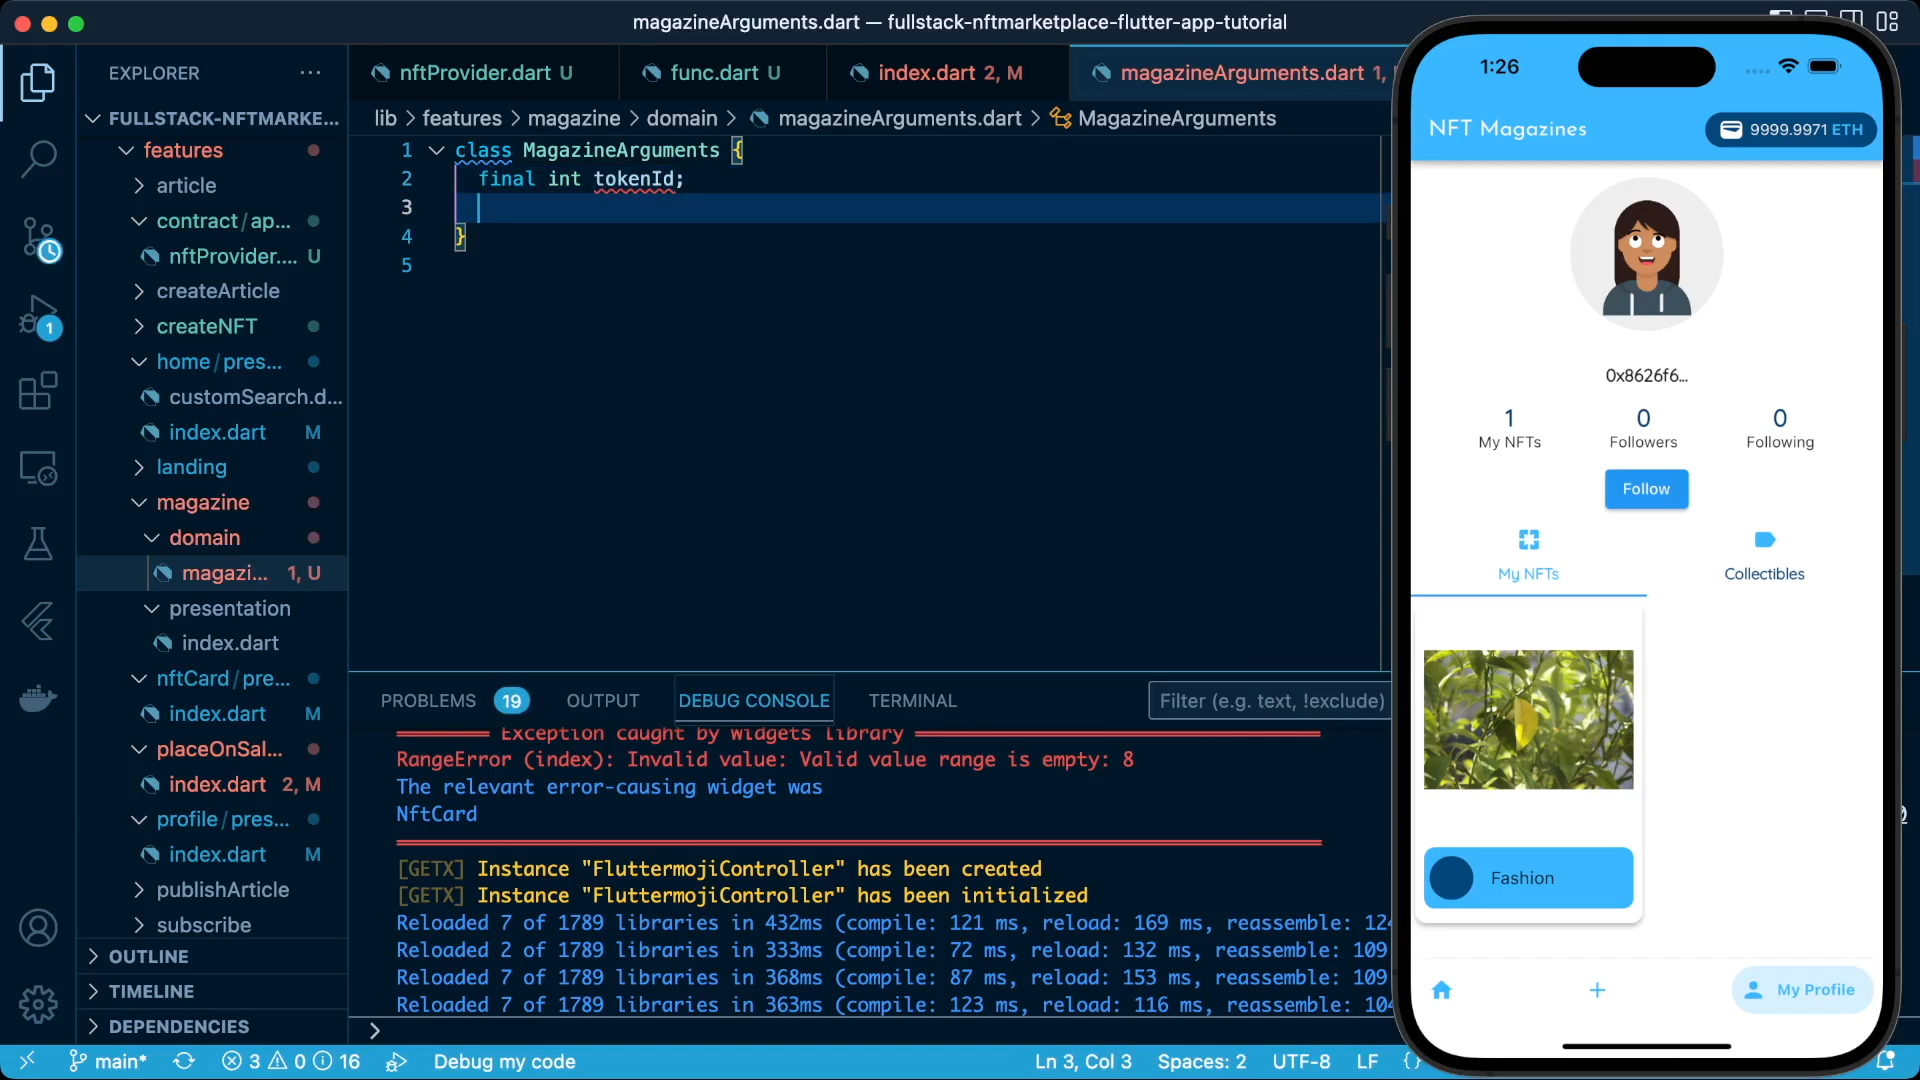 magazineArguments.dart — fullstack-nftmarketplace-flutter-app-tutorial
EXPLORER
FULLSTACK-NFTMARKE...
features
article
contract/ap...
nftProvider.... U
createArticle
createNFT
home/pres...
customSearch.d...
index.dart M
landing
magazine
domain
magazi... 1, U
presentation
index.dart
nftCard/pre...
index.dart M
placeOnSal...
index.dart 2, M
profile/pres...
index.dart M
publishArticle
subscribe
OUTLINE
TIMELINE
DEPENDENCIES
1
nftProvider.dart U
func.dart U
index.dart 2, M
magazineArguments.dart 1,
lib > features > magazine > domain > magazineArguments.dart > MagazineArguments
1 class MagazineArguments {
2 final int tokenId;
3
4 }
5
PROBLEMS 19 OUTPUT DEBUG CONSOLE TERMINAL
Filter (e.g. text, !exclude)
Exception caught by widgets library
RangeError (index): Invalid value: Valid value range is empty: 8
The relevant error-causing widget was
NftCard
[GETX] Instance "FluttermojiController" has been created
[GETX] Instance "FluttermojiController" has been initialized
Reloaded 7 of 1789 libraries in 432ms (compile: 121 ms, reload: 169 ms, reassemble: 124
Reloaded 2 of 1789 libraries in 333ms (compile: 72 ms, reload: 132 ms, reassemble: 109
Reloaded 7 of 1789 libraries in 368ms (compile: 87 ms, reload: 153 ms, reassemble: 109
Reloaded 7 of 1789 libraries in 363ms (compile: 123 ms, reload: 116 ms, reassemble: 104
>
main* 3 0 16 Debug my code
Ln 3, Col 3 Spaces: 2 UTF-8 LF {}
1:26
NFT Magazines
9999.9971 ETH
0x8626f6...
1 0 0
My NFTs Followers Following
Follow
My NFTs Collectibles
Fashion
My Profile